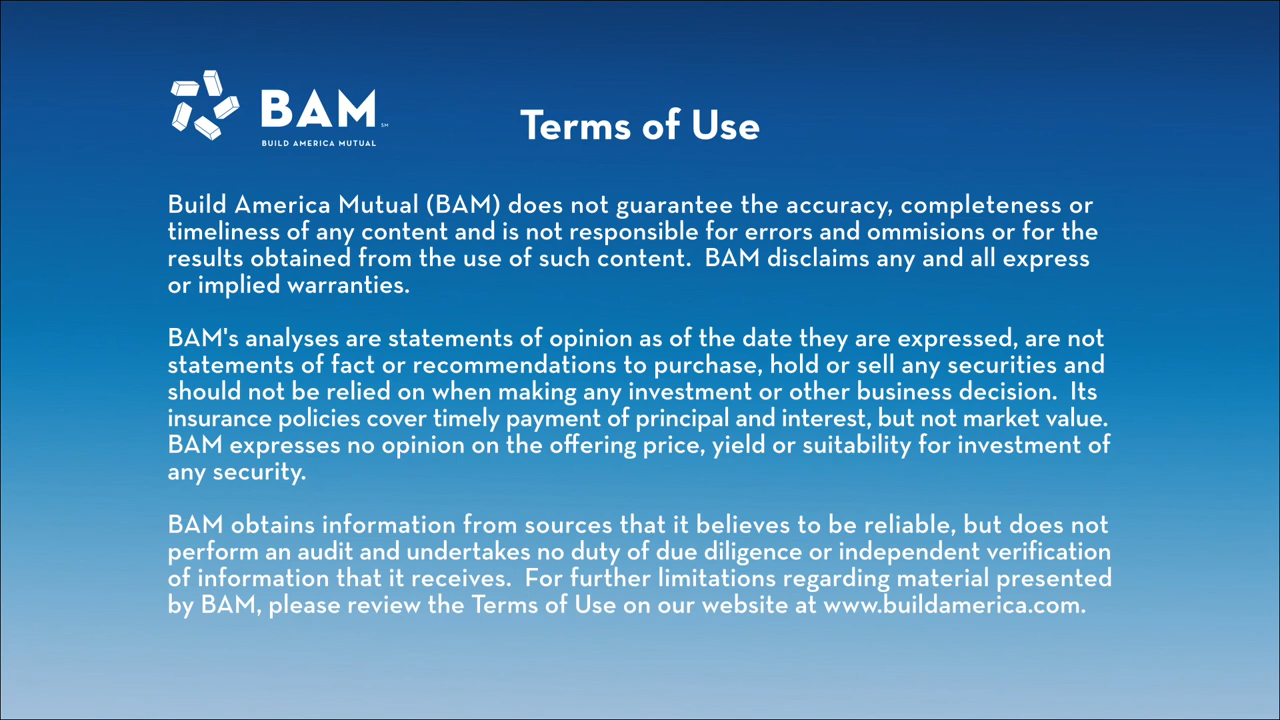 BAM
SM
BUILD AMERICA MUTUAL
Terms of Use
Build America Mutual (BAM) does not guarantee the accuracy, completeness or
timeliness of any content and is not responsible for errors and ommisions or for the
results obtained from the use of such content.  BAM disclaims any and all express
or implied warranties.
BAM's analyses are statements of opinion as of the date they are expressed, are not
statements of fact or recommendations to purchase, hold or sell any securities and
should not be relied on when making any investment or other business decision.  Its
insurance policies cover timely payment of principal and interest, but not market value.
BAM expresses no opinion on the offering price, yield or suitability for investment of
any security.
BAM obtains information from sources that it believes to be reliable, but does not
perform an audit and undertakes no duty of due diligence or independent verification
of information that it receives.  For further limitations regarding material presented
by BAM, please review the Terms of Use on our website at www.buildamerica.com.